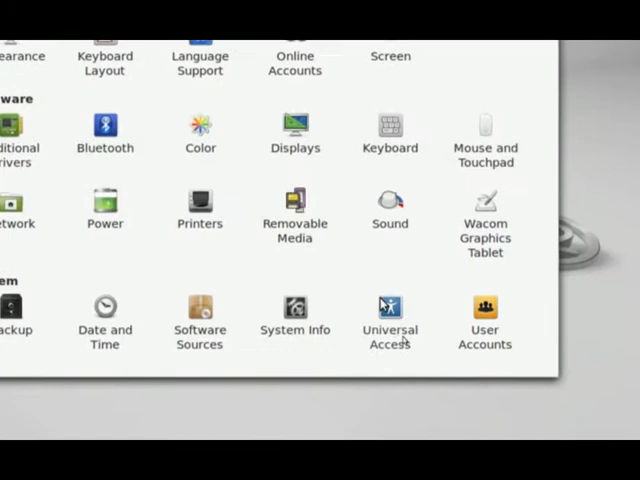 earance Keyboard Language Online Screen
Layout Support Accounts
ware
ditional Bluetooth Color Displays Keyboard Mouse and
rivers Touchpad
etwork Power Printers Removable Sound Wacom
Media Graphics
Tablet
em
ackup Date and Software System Info Universal User
Time Sources Access Accounts